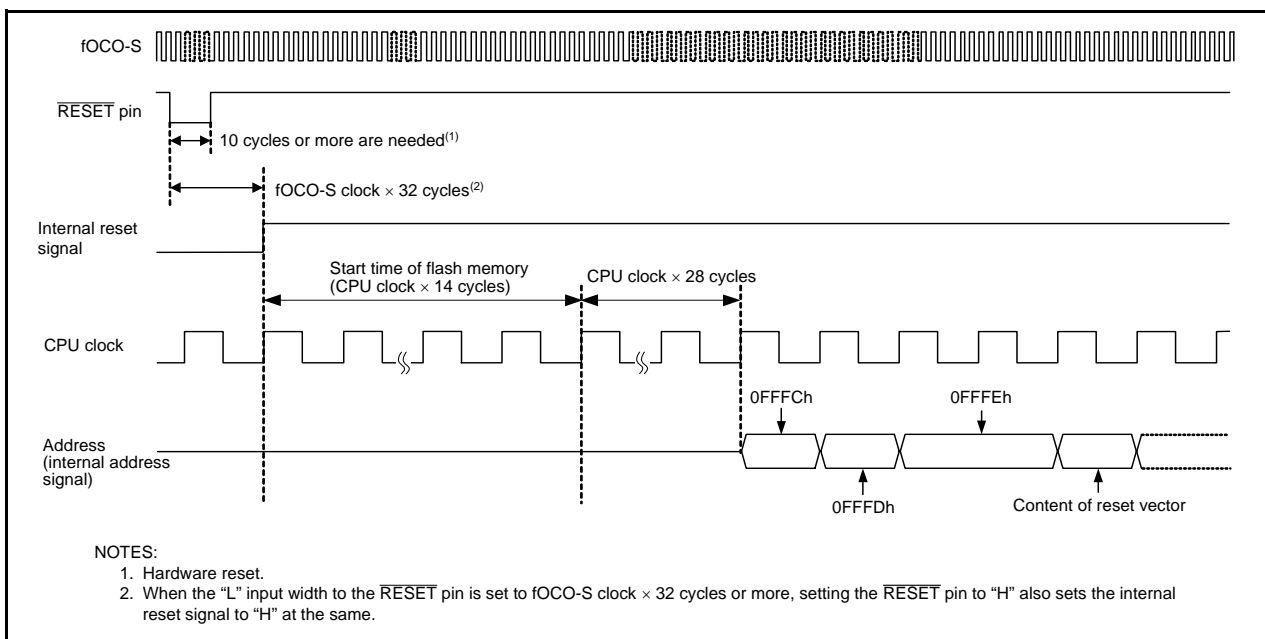 fOCO-S
RESET pin
10 cycles or more are needed(1)
fOCO-S clock × 32 cycles(2)
Internal reset
signal
Start time of flash memory
(CPU clock × 14 cycles)
CPU clock × 28 cycles
CPU clock
0FFFCh
0FFFEh
Address
(internal address
signal)
0FFFDh
Content of reset vector
NOTES:
1. Hardware reset.
2. When the “L” input width to the RESET pin is set to fOCO-S clock × 32 cycles or more, setting the RESET pin to “H” also sets the internal
reset signal to “H” at the same.